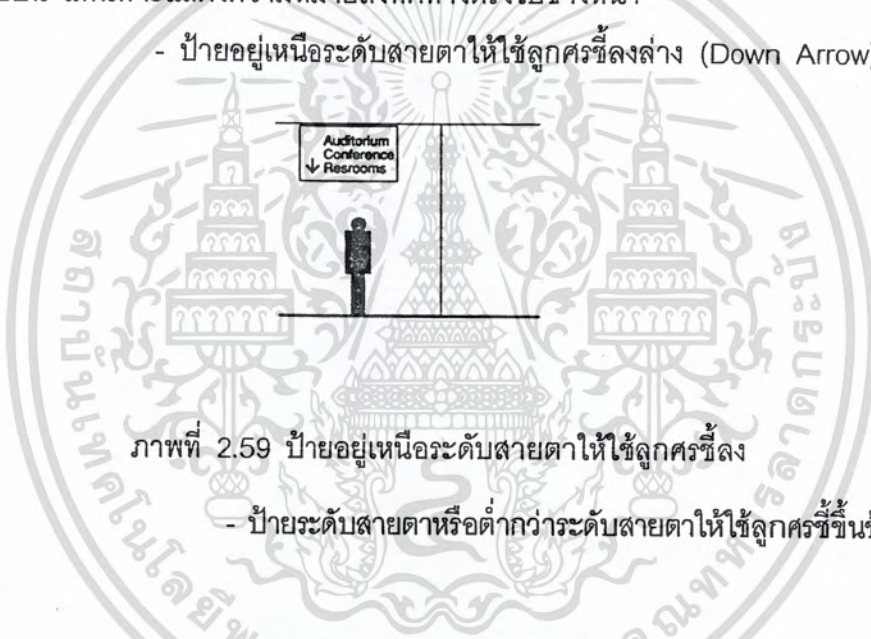 - ป้ายอยู่เหนือระดับสายตาให้ใช้ลูกศรชี้ลงล่าง (Down Arrow)
Auditorium
Conference
↓ Resrooms
ภาพที่ 2.59 ป้ายอยู่เหนือระดับสายตาให้ใช้ลูกศรชี้ลง
- ป้ายระดับสายตาหรือต่ำกว่าระดับสายตาให้ใช้ลูกศรชี้ขึ้น